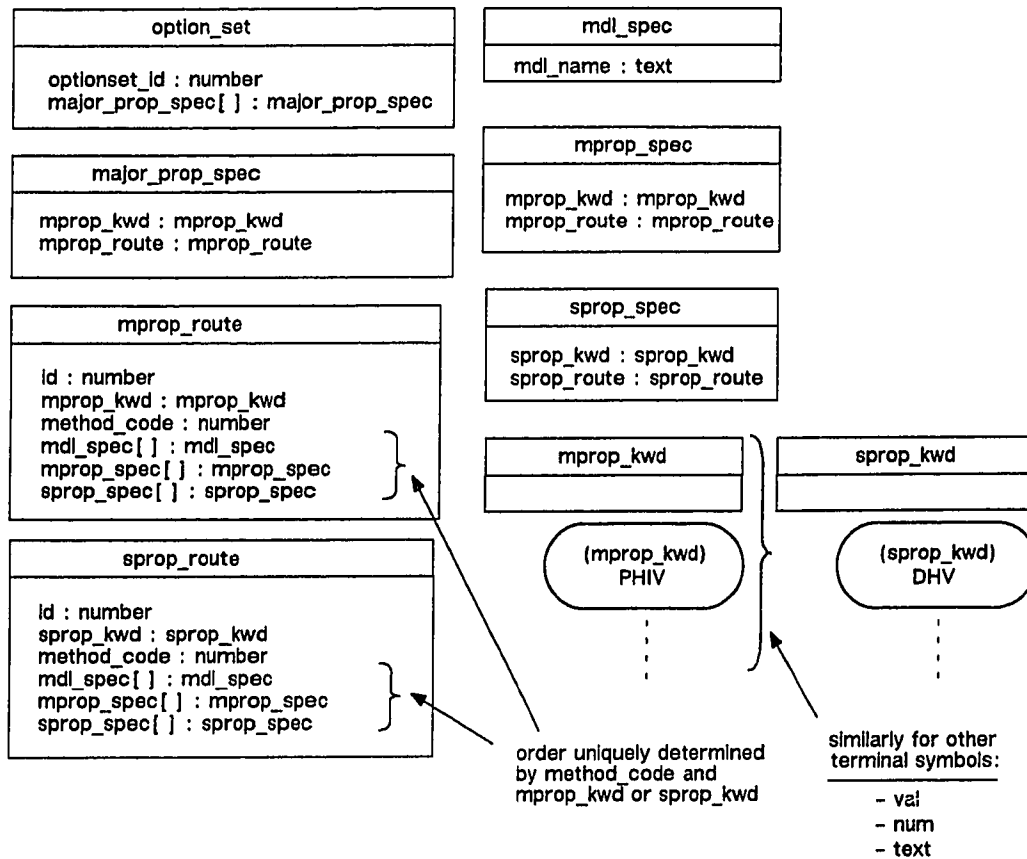 option_set
optionset_id : number
major_prop_spec[ ] : major_prop_spec
major_prop_spec
mprop_kwd : mprop_kwd
mprop_route : mprop_route
mprop_route
id : number
mprop_kwd : mprop_kwd
method_code : number
mdl_spec[ ] : mdl_spec
mprop_spec[ ] : mprop_spec
sprop_spec[ ] : sprop_spec
sprop_route
id : number
sprop_kwd : sprop_kwd
method_code : number
mdl_spec[ ] : mdl_spec
mprop_spec[ ] : mprop_spec
sprop_spec[ ] : sprop_spec
mdl_spec
mdl_name : text
mprop_spec
mprop_kwd : mprop_kwd
mprop_route : mprop_route
sprop_spec
sprop_kwd : sprop_kwd
sprop_route : sprop_route
mprop_kwd
(mprop_kwd)
PHIV
sprop_kwd
(sprop_kwd)
DHV
order uniquely determined
by method_code and
mprop_kwd or sprop_kwd
similarly for other
terminal symbols:
- val
- num
- text